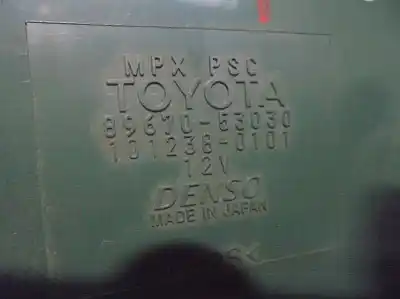 MPX PSC
TOYOTA
89670-53030
101238-0101
12V
DENSO
MADE IN JAPAN